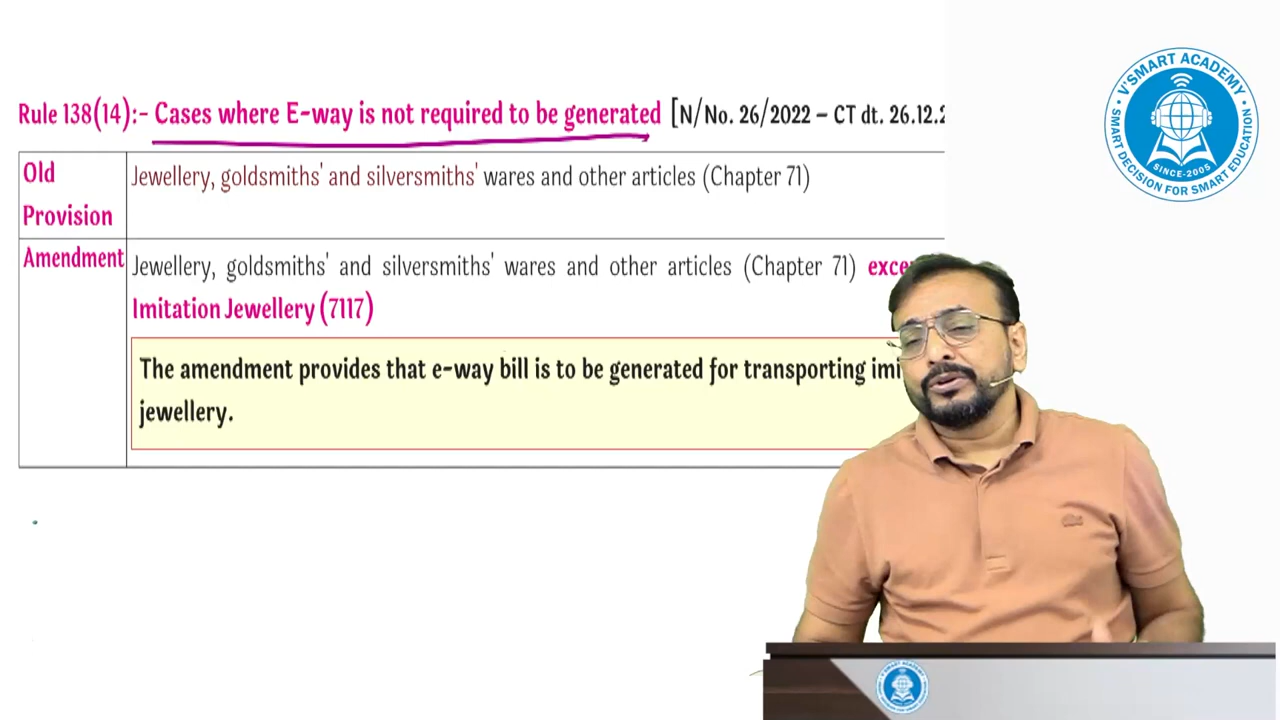 Rule 138(14):- Cases where E-way is not required to be generated [N/No. 26/2022 – CT dt. 26.12.2
Old
Provision
Jewellery, goldsmiths' and silversmiths' wares and other articles (Chapter 71)
Amendment
Jewellery, goldsmiths' and silversmiths' wares and other articles (Chapter 71)
Imitation Jewellery (7117)
The amendment provides that e-way bill is to be generated for transporting
jewellery.
V'SMART ACADEMY
SINCE-2005
SMART DECISION FOR SMART EDUCATION